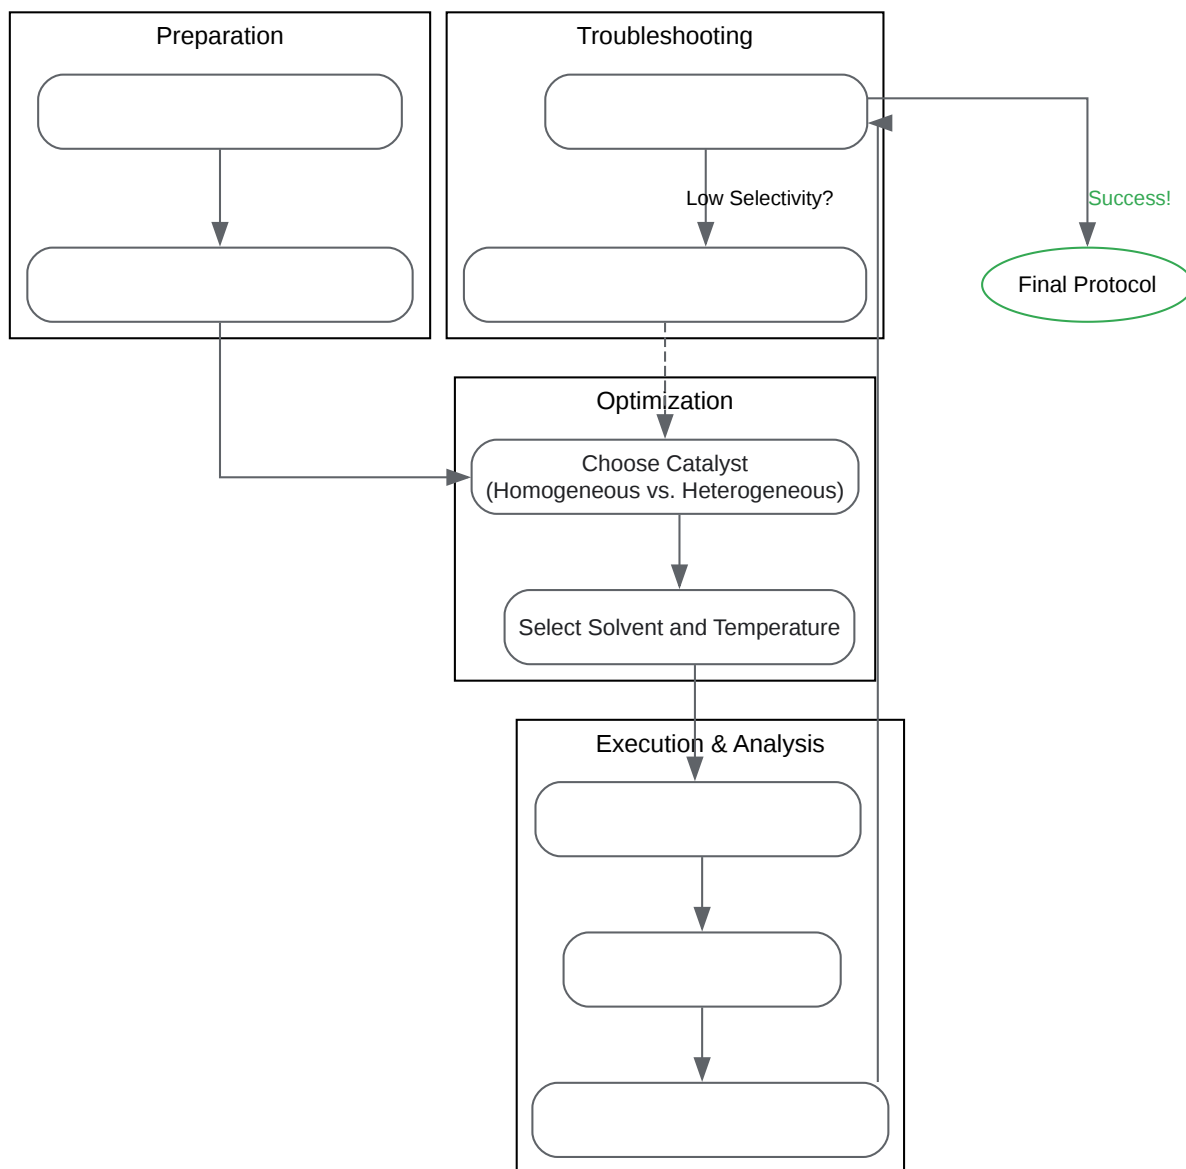 Preparation
Troubleshooting
Low Selectivity?
Success!
Final Protocol
Optimization
Choose Catalyst
(Homogeneous vs. Heterogeneous)
Select Solvent and Temperature
Execution & Analysis